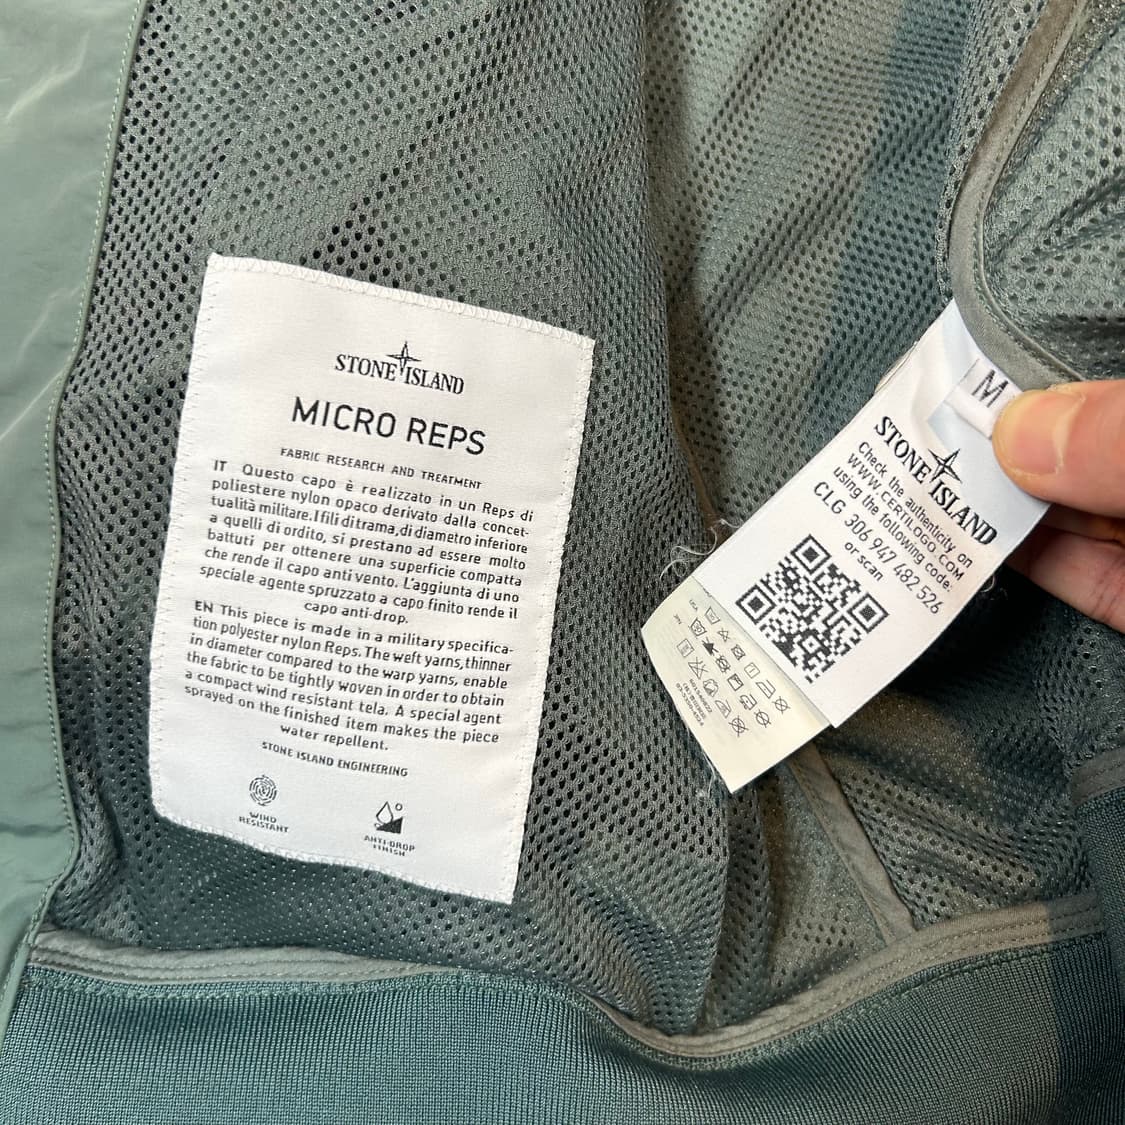 STONE ISLAND
MICRO REPS
FABRIC RESEARCH AND TREATMENT
IT Questo capo è realizzato in un Reps di
poliestere nylon opaco derivato dalla concet-
tualità militare. I fili di trama, di diametro inferiore
a quelli di ordito, si prestano ad essere molto
battuti per ottenere una superficie compatta
che rende il capo antivento. L'aggiunta di uno
speciale agente spruzzato a capo finito rende il
capo anti-drop.
EN This piece is made in a military specifica-
tion polyester nylon Reps. The weft yarns, thinner
in diameter compared to the warp yarns, enable
the fabric to be tightly woven in order to obtain
a compact wind resistant tela. A special agent
sprayed on the finished item makes the piece
water repellent.
STONE ISLAND ENGINEERING
WIND
RESISTANT
ANTI-DROP
FINISH
M
STONE ISLAND
Check the authenticity on
WWW.CERTILOGO.COM
using the following code:
CLG 306 947 482 526
or scan